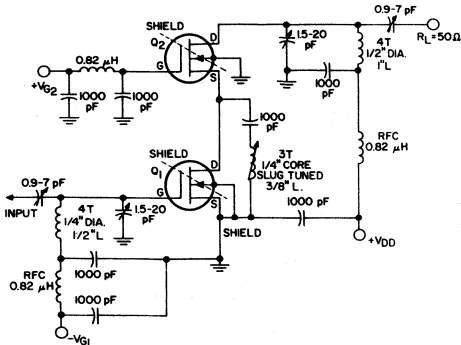 SHIELD
Q2
D
G
S
0.82 μH
+VG2
1000 pF
1000 pF
0.9-7 pF
RL=50Ω
1.5-20 pF
4T
1/2" DIA.
1"L
1000 pF
RFC
0.82 μH
1000 pF
3T
1/4" CORE
SLUG TUNED
3/8" L.
SHIELD
Q1
D
G
S
0.9-7 pF
INPUT
4T
1/4" DIA.
1/2"L
1.5-20 pF
SHIELD
1000 pF
+VDD
RFC
0.82 μH
1000 pF
1000 pF
-VG1